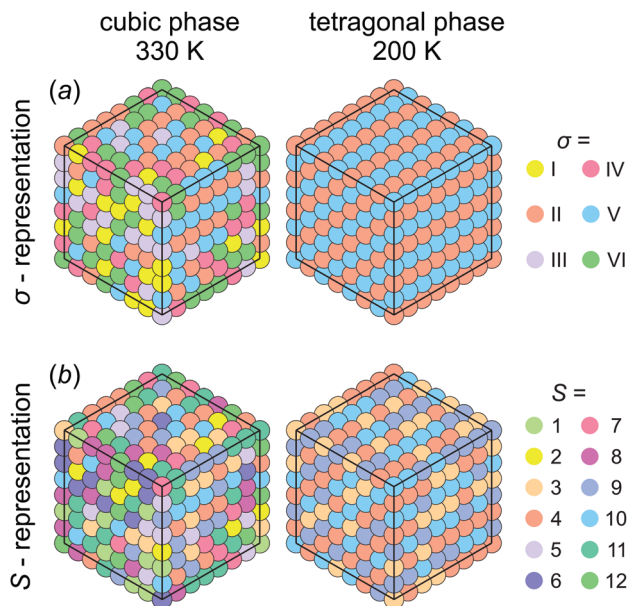 cubic phase
330 K
tetragonal phase
200 K
(a)
σ - representation
σ =
I
IV
II
V
III
VI
(b)
S - representation
S =
1
7
2
8
3
9
4
10
5
11
6
12